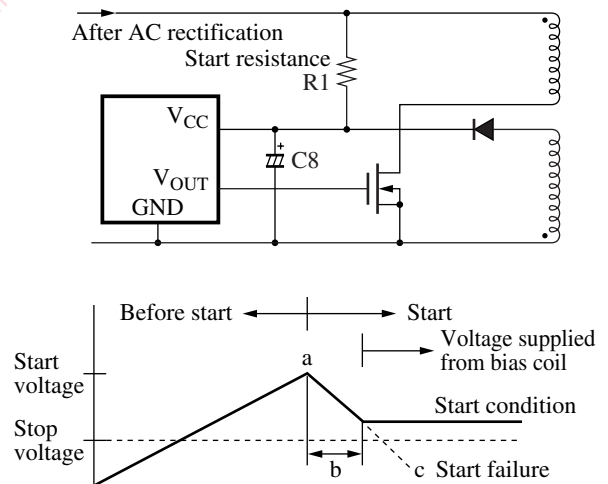 After AC rectification
Start resistance
R1
VCC
+
C8
VOUT
GND
Before start
Start
Voltage supplied
from bias coil
a
Start
voltage
Start condition
Stop
voltage
b
c Start failure